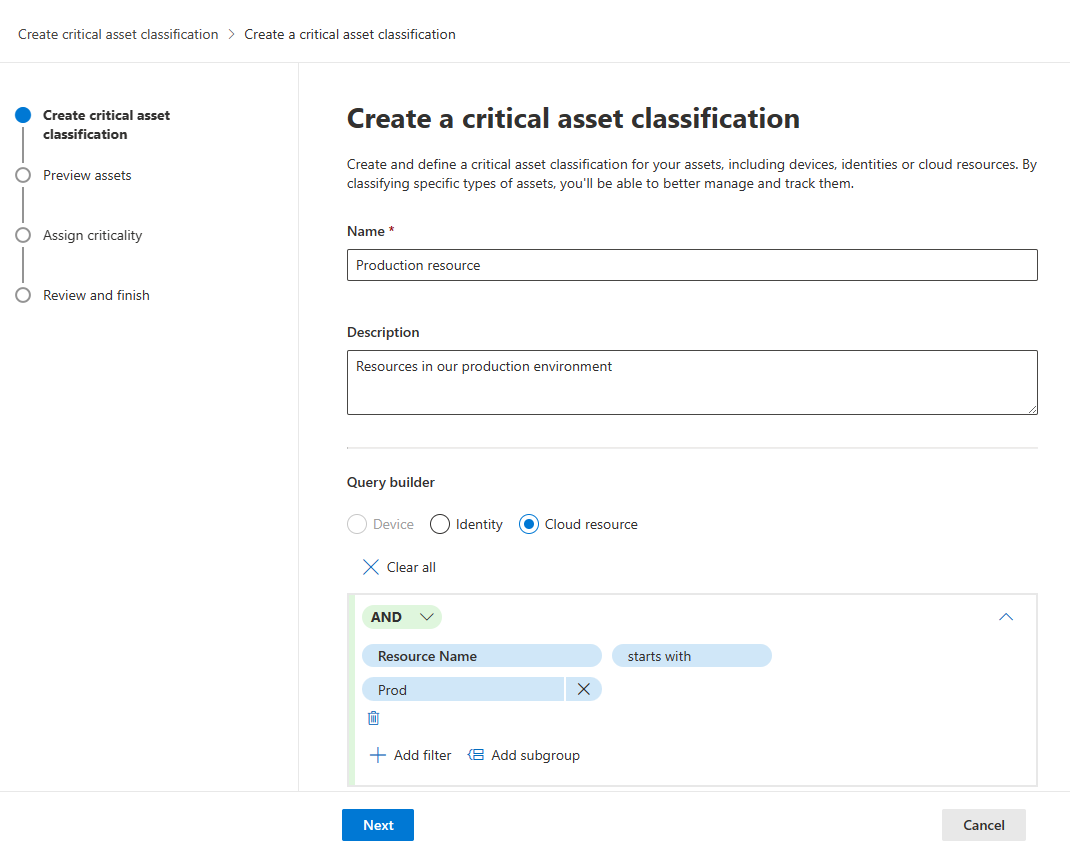 Create critical asset classification > Create a critical asset classification
Create critical asset
classification
Preview assets
Assign criticality
Review and finish
Create a critical asset classification
Create and define a critical asset classification for your assets, including devices, identities or cloud resources. By
classifying specific types of assets, you'll be able to better manage and track them.
Name *
Production resource
Description
Resources in our production environment
Query builder
Device Identity Cloud resource
Clear all
AND
Resource Name starts with
Prod
Add filter Add subgroup
Next Cancel